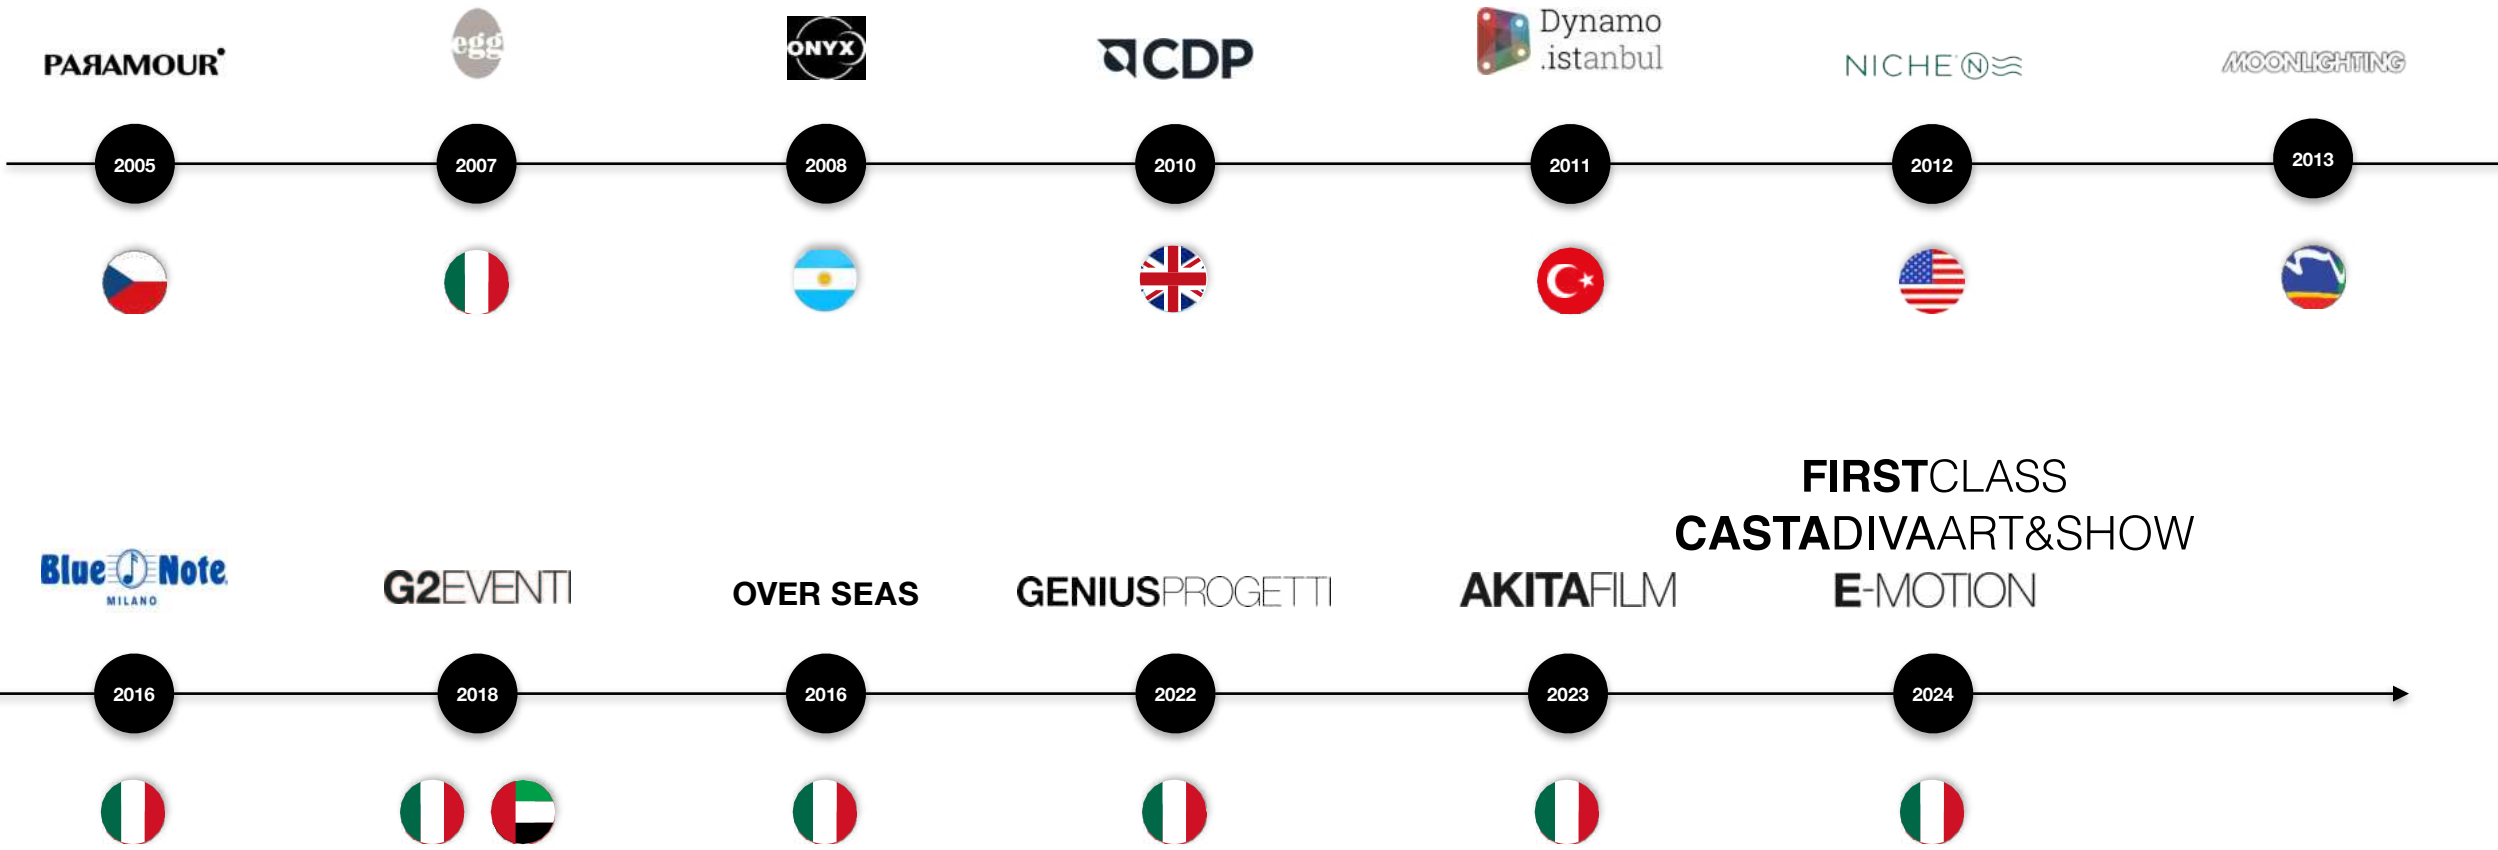 PAЯAMOUR
egg
ONYX
CDP
Dynamo
.istanbul
NICHE N
MOONLIGHTING
2005
2007
2008
2010
2011
2012
2013
FIRSTCLASS
CASTADIVAART&SHOW
Blue Note
MILANO
G2EVENTI
OVER SEAS
GENIUSPROGETTI
AKITAFILM
E-MOTION
2016
2018
2016
2022
2023
2024